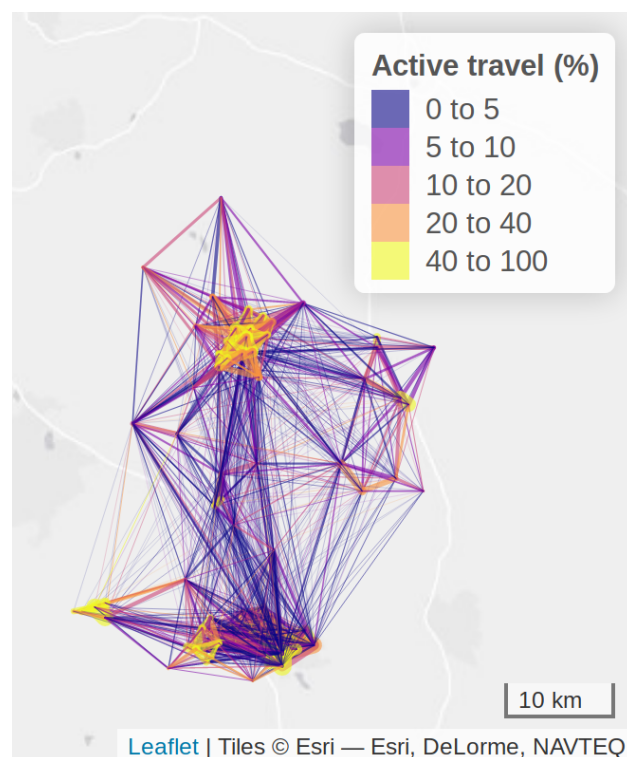 Active travel (%)
0 to 5
5 to 10
10 to 20
20 to 40
40 to 100
10 km
Leaflet | Tiles © Esri — Esri, DeLorme, NAVTEQ